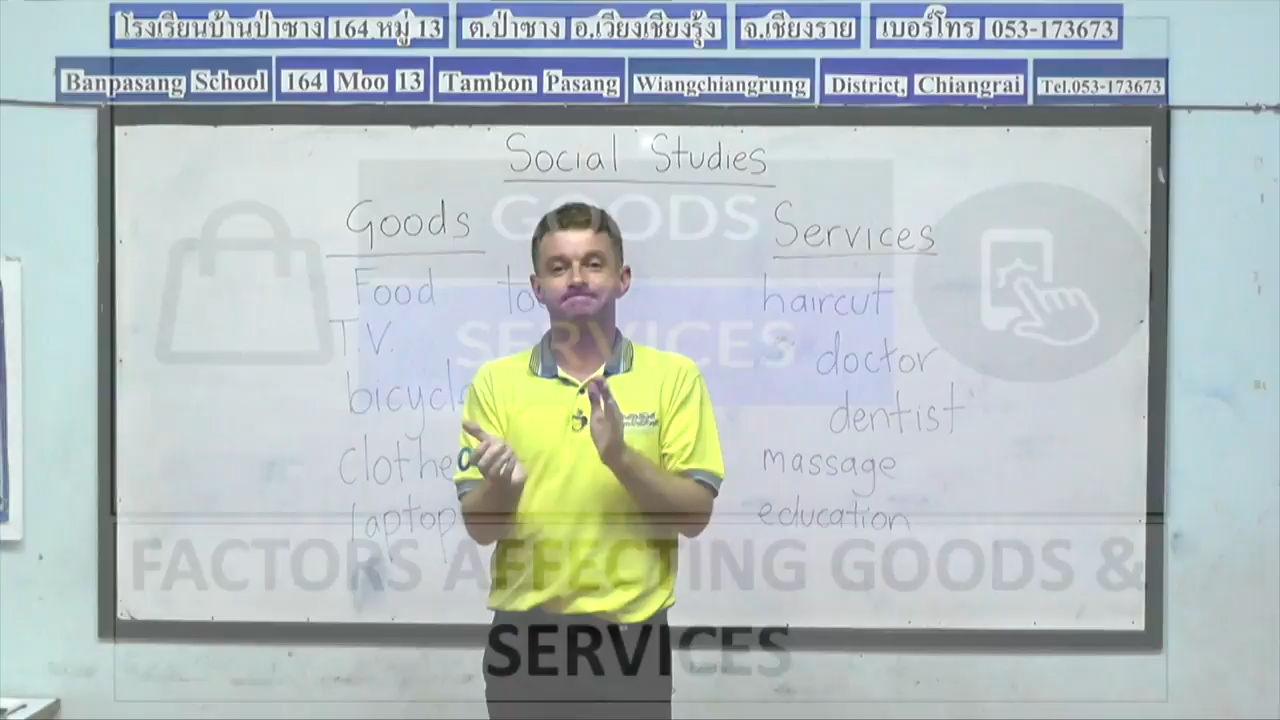 โรงเรียนบ้านป่าซาง 164 หมู่ 13 ต.ป่าซาง อ.เวียงเชียงรุ้ง จ.เชียงราย เบอร์โทร 053-173673
Banpasang School 164 Moo 13 Tambon Pasang Wiangchiangrung District, Chiangrai Tel.053-173673
Social Studies
Goods
Services
GOODS
SERVICES
Food
haircut
T.V.
doctor
bicycl
dentist
clothe
massage
laptop
education
FACTORS AFFECTING GOODS &
SERVICES